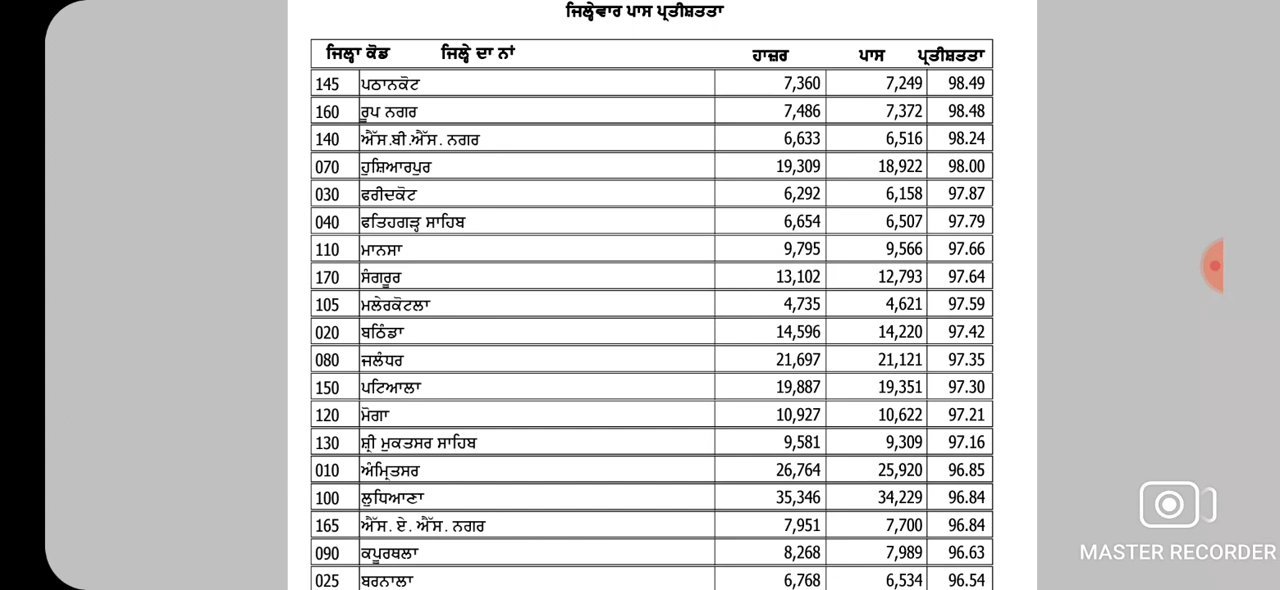 ਜਿਲ੍ਹੇਵਾਰ ਪਾਸ ਪ੍ਰਤੀਸ਼ਤਤਾ
ਜਿਲ੍ਹਾ ਕੋਡ ਜਿਲ੍ਹੇ ਦਾ ਨਾਂ ਹਾਜ਼ਰ ਪਾਸ ਪ੍ਰਤੀਸ਼ਤਤਾ
145 ਪਠਾਨਕੋਟ 7,360 7,249 98.49
160 ਰੂਪ ਨਗਰ 7,486 7,372 98.48
140 ਐੱਸ.ਬੀ.ਐੱਸ. ਨਗਰ 6,633 6,516 98.24
070 ਹੁਸ਼ਿਆਰਪੁਰ 19,309 18,922 98.00
030 ਫਰੀਦਕੋਟ 6,292 6,158 97.87
040 ਫਤਿਹਗੜ੍ਹ ਸਾਹਿਬ 6,654 6,507 97.79
110 ਮਾਨਸਾ 9,795 9,566 97.66
170 ਸੰਗਰੂਰ 13,102 12,793 97.64
105 ਮਲੇਰਕੋਟਲਾ 4,735 4,621 97.59
020 ਬਠਿੰਡਾ 14,596 14,220 97.42
080 ਜਲੰਧਰ 21,697 21,121 97.35
150 ਪਟਿਆਲਾ 19,887 19,351 97.30
120 ਮੋਗਾ 10,927 10,622 97.21
130 ਸ਼੍ਰੀ ਮੁਕਤਸਰ ਸਾਹਿਬ 9,581 9,309 97.16
010 ਅੰਮ੍ਰਿਤਸਰ 26,764 25,920 96.85
100 ਲੁਧਿਆਣਾ 35,346 34,229 96.84
165 ਐੱਸ. ਏ. ਐੱਸ. ਨਗਰ 7,951 7,700 96.84
090 ਕਪੂਰਥਲਾ 8,268 7,989 96.63
025 ਬਰਨਾਲਾ 6,768 6,534 96.54
MASTER RECORDER